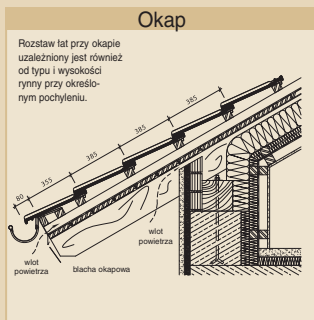 Okap
Rozstaw łat przy okapie
uzależniony jest również
od typu i wysokości
rynny przy określo-
nym pochyleniu.
385
385
385
355
80
wlot
powietrza
wlot
powietrza
blacha okapowa